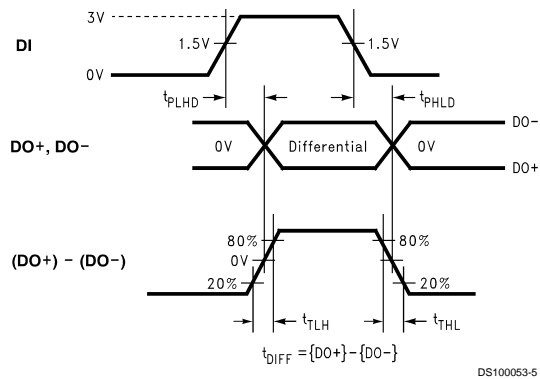 3V
DI
1.5V
1.5V
0V
tPLHD
tPHLD
DO−
DO+, DO−
0V
Differential
0V
DO+
80%
80%
(DO+) − (DO−)
0V
20%
20%
tTLH
tTHL
tDIFF = {DO+}−{DO−}
DS100053-5